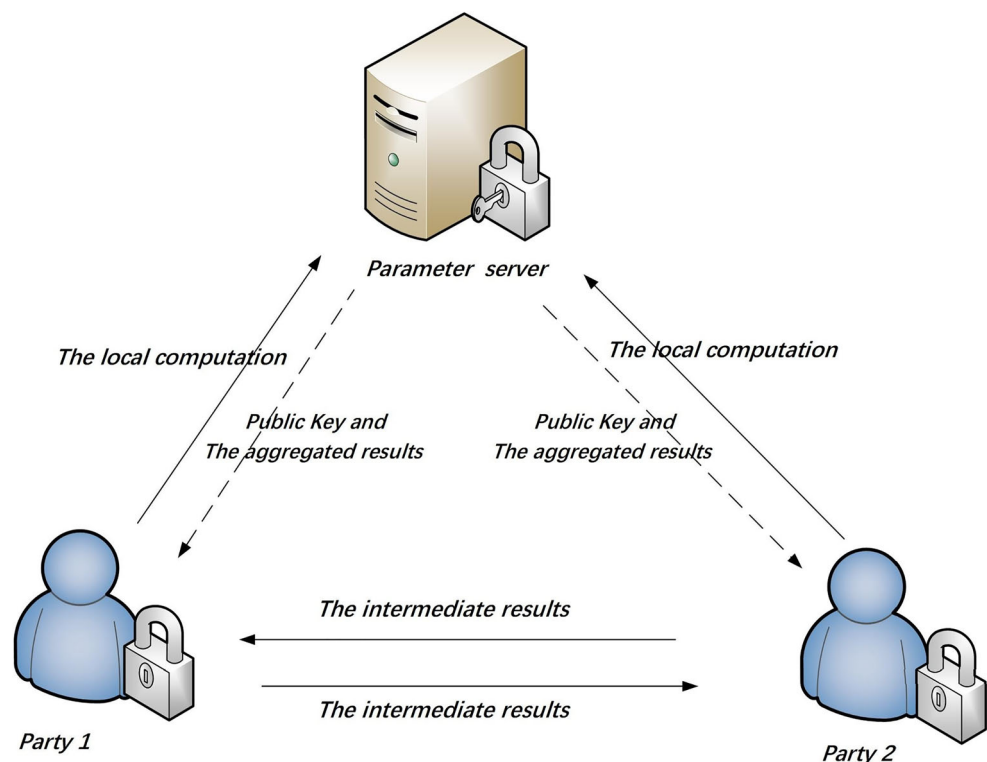 Parameter server
The local computation
The local computation
Public Key and
The aggregated results
Public Key and
The aggregated results
The intermediate results
The intermediate results
Party 1
Party 2